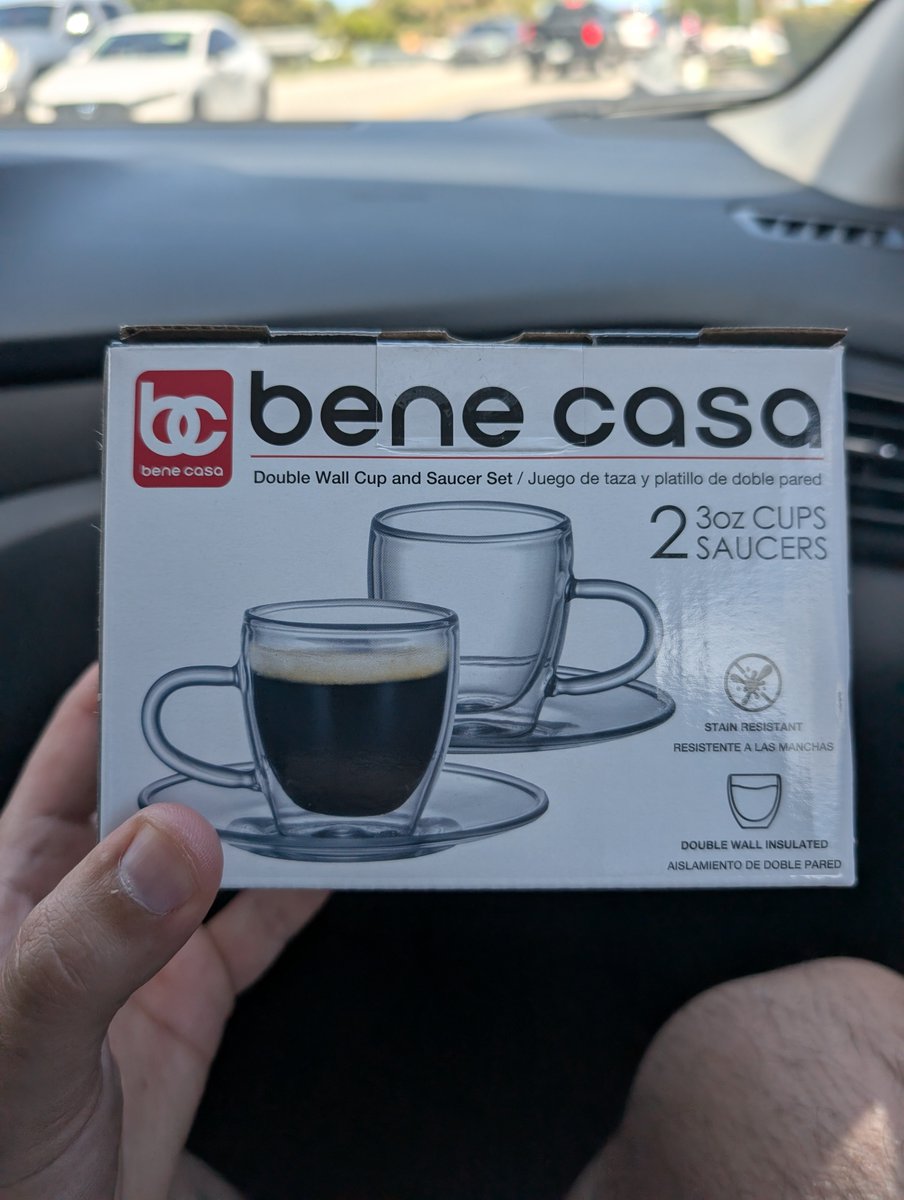 bc
bene casa
bene casa
Double Wall Cup and Saucer Set / Juego de taza y platillo de doble pared
2 3oz CUPS
SAUCERS
STAIN RESISTANT
RESISTENTE A LAS MANCHAS
DOUBLE WALL INSULATED
AISLAMIENTO DE DOBLE PARED